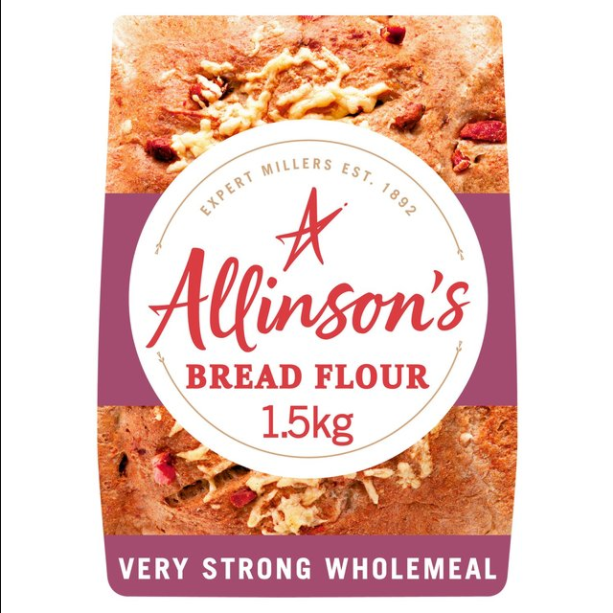 EXPERT MILLERS EST. 1892
Allinson's
BREAD FLOUR
1.5kg
VERY STRONG WHOLEMEAL